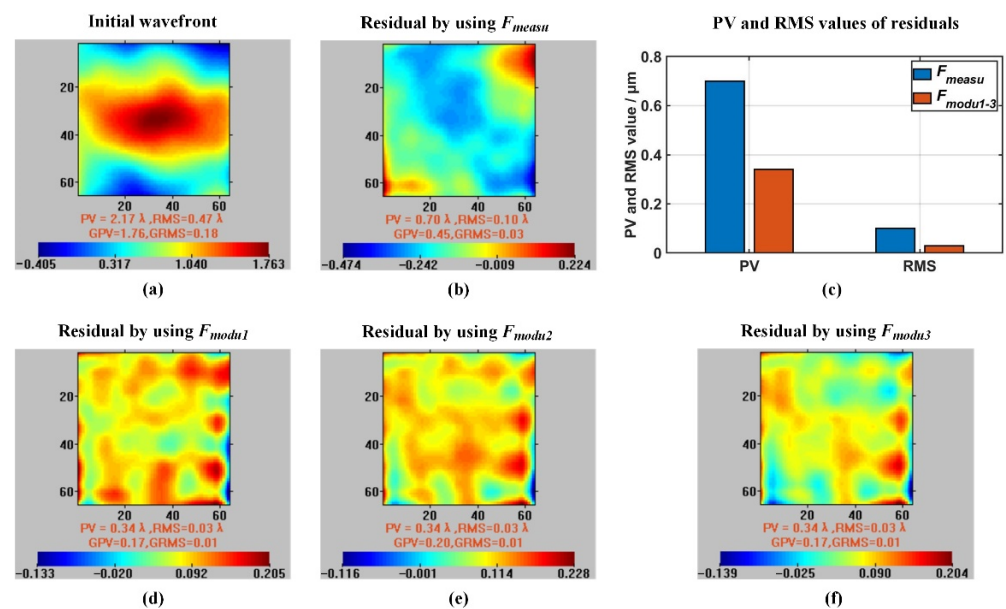 Initial wavefront
20
40
60
20 40 60
PV = 2.17 λ ,RMS=0.47 λ
GPV=1.76,GRMS=0.18
−0.405 0.317 1.040 1.763
(a)
Residual by using F_measu
20
40
60
20 40 60
PV = 0.70 λ ,RMS=0.10 λ
GPV=0.45,GRMS=0.03
−0.474 −0.242 −0.009 0.224
(b)
PV and RMS values of residuals
PV and RMS value / μm
0.8
0.6
0.4
0.2
0
F_measu
F_modu1-3
PV RMS
(c)
Residual by using F_modu1
20
40
60
20 40 60
PV = 0.34 λ ,RMS=0.03 λ
GPV=0.17,GRMS=0.01
−0.133 −0.020 0.092 0.205
(d)
Residual by using F_modu2
20
40
60
20 40 60
PV = 0.34 λ ,RMS=0.03 λ
GPV=0.20,GRMS=0.01
−0.116 −0.001 0.114 0.228
(e)
Residual by using F_modu3
20
40
60
20 40 60
PV = 0.34 λ ,RMS=0.03 λ
GPV=0.17,GRMS=0.01
−0.139 −0.025 0.090 0.204
(f)